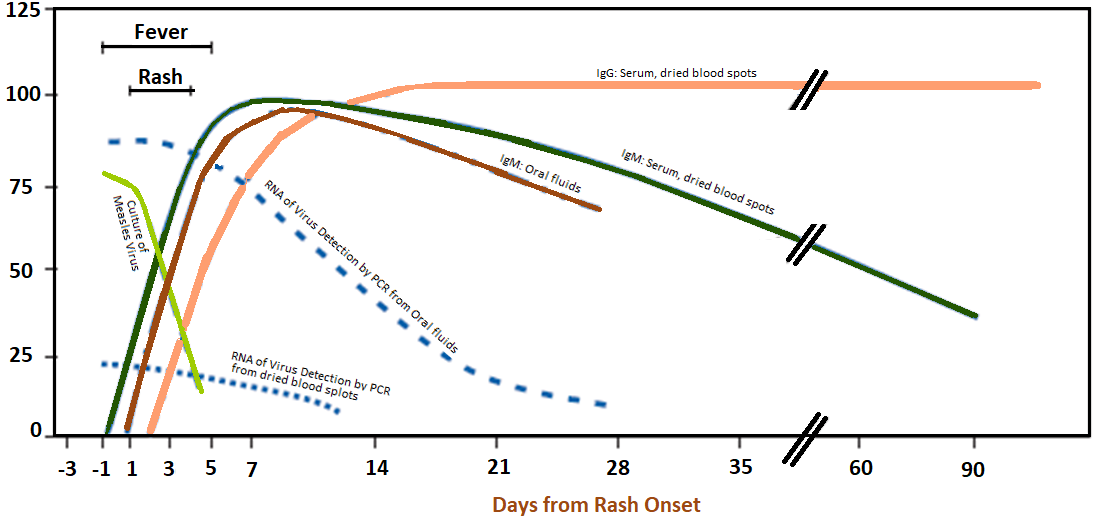 125
Fever
Rash
100
IgG: Serum, dried blood spots
75
IgM: Oral fluids
IgM: Serum, dried blood spots
Culture of
Measles Virus
RNA of Virus Detection by PCR from Oral fluids
50
25
RNA of Virus Detection by PCR
from dried blood splots
0
-3 -1 1 3 5 7 14 21 28 35 60 90
Days from Rash Onset